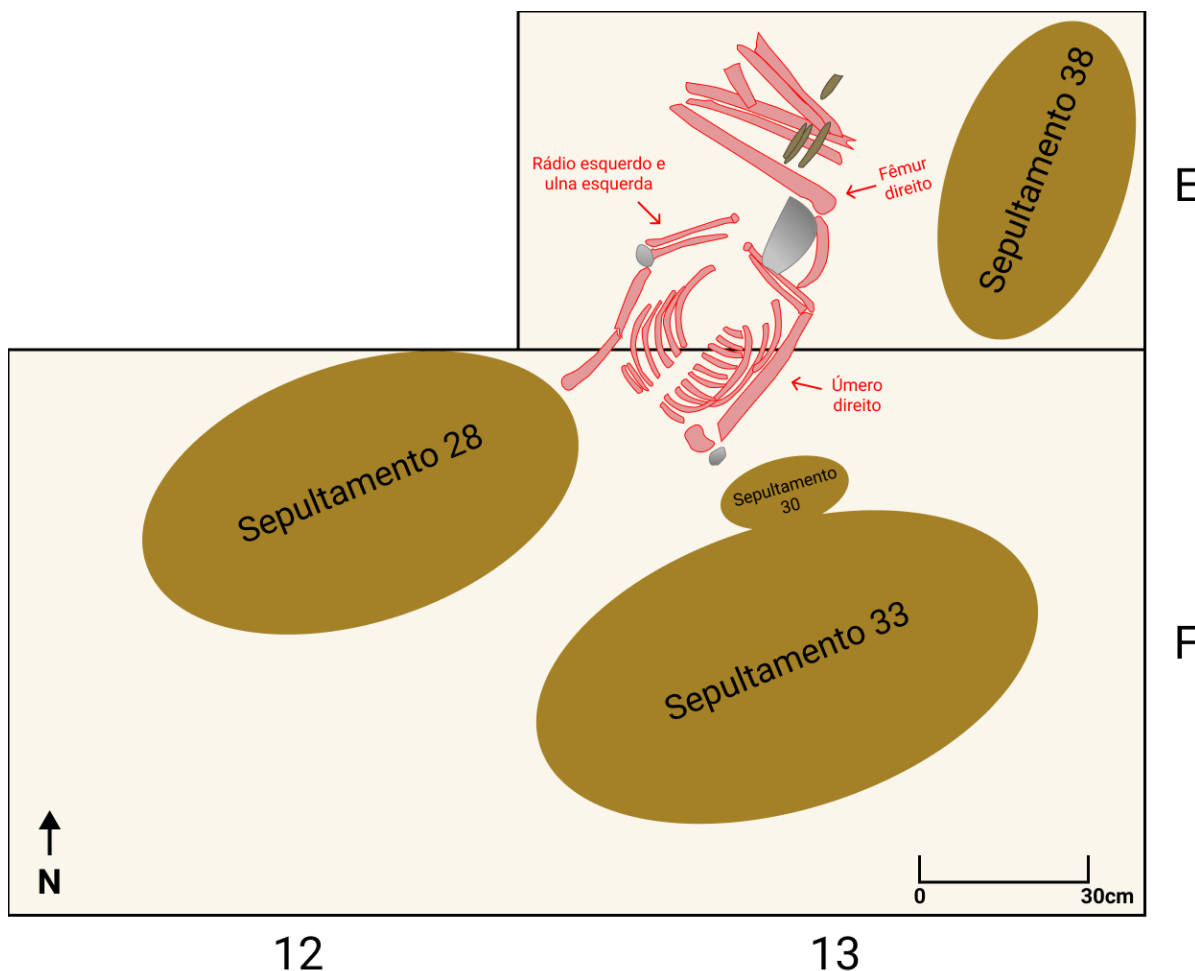 Sepultamento 38
E
Rádio esquerdo e
ulna esquerda
Fêmur
direito
Úmero
direito
Sepultamento 28
Sepultamento
30
Sepultamento 33
F
N
0
30cm
12
13